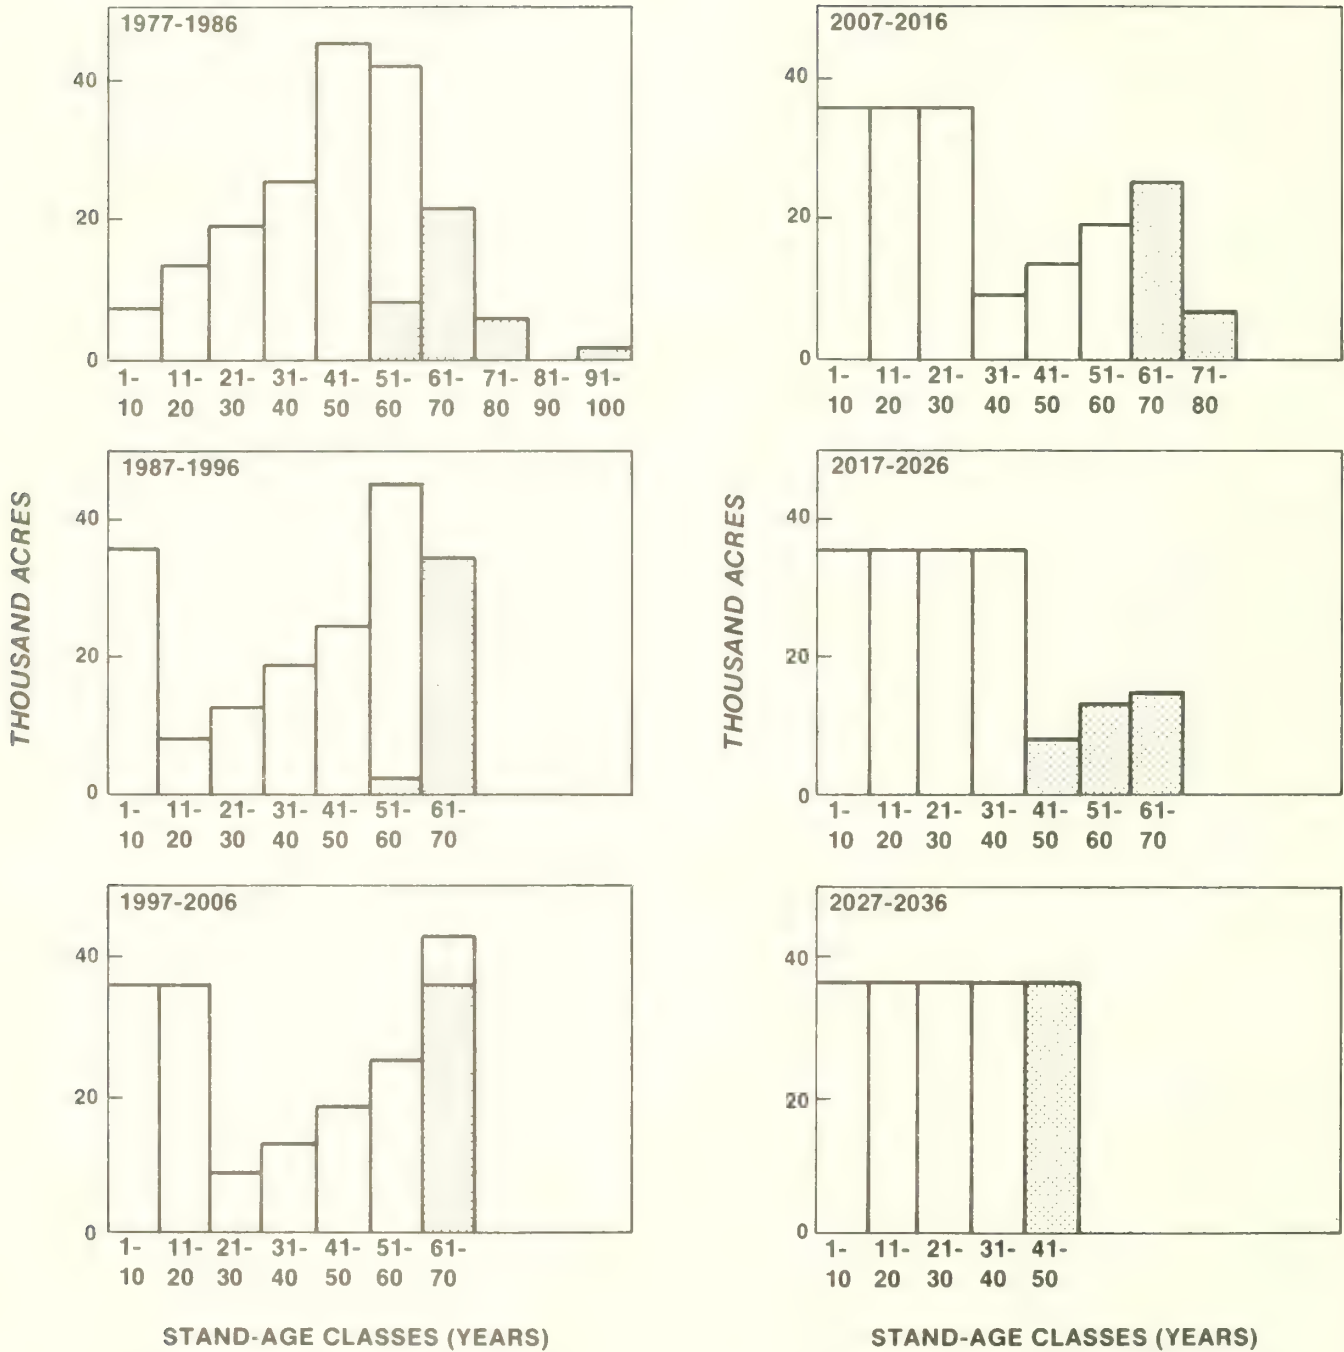 1977-1986
40
20
0
1- 11- 21- 31- 41- 51- 61- 71- 81- 91-
10 20 30 40 50 60 70 80 90 100
2007-2016
40
20
0
1- 11- 21- 31- 41- 51- 61- 71-
10 20 30 40 50 60 70 80
THOUSAND ACRES
1987-1996
40
20
0
1- 11- 21- 31- 41- 51- 61-
10 20 30 40 50 60 70
THOUSAND ACRES
2017-2026
40
20
0
1- 11- 21- 31- 41- 51- 61-
10 20 30 40 50 60 70
1997-2006
40
20
0
1- 11- 21- 31- 41- 51- 61-
10 20 30 40 50 60 70
2027-2036
40
20
0
1- 11- 21- 31- 41-
10 20 30 40 50
STAND-AGE CLASSES (YEARS)
STAND-AGE CLASSES (YEARS)